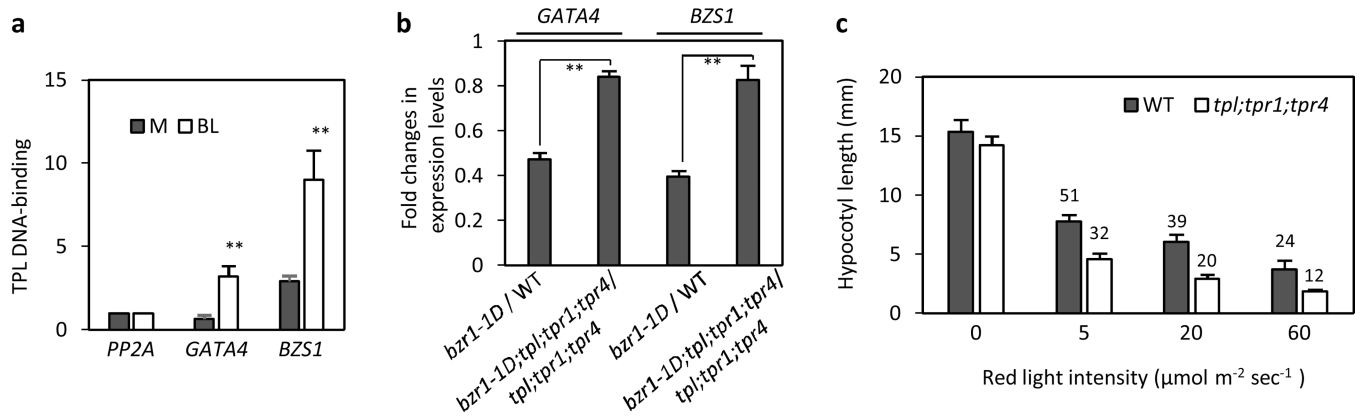 a
TPL DNA-binding
15
10
5
0
M BL
**
**
PP2A GATA4 BZS1
b
GATA4 BZS1
Fold changes in
expression levels
1
0.8
0.6
0.4
0.2
0
** **
bzr1-1D / WT
bzr1-1D;tpl;tpr1;tpr4/
tpl;tpr1;tpr4
bzr1-1D / WT
bzr1-1D;tpl;tpr1;tpr4/
tpl;tpr1;tpr4
c
Hypocotyl length (mm)
20
15
10
5
0
WT tpl;tpr1;tpr4
51
32
39
20
24
12
0 5 20 60
Red light intensity (μmol m⁻² sec⁻¹ )